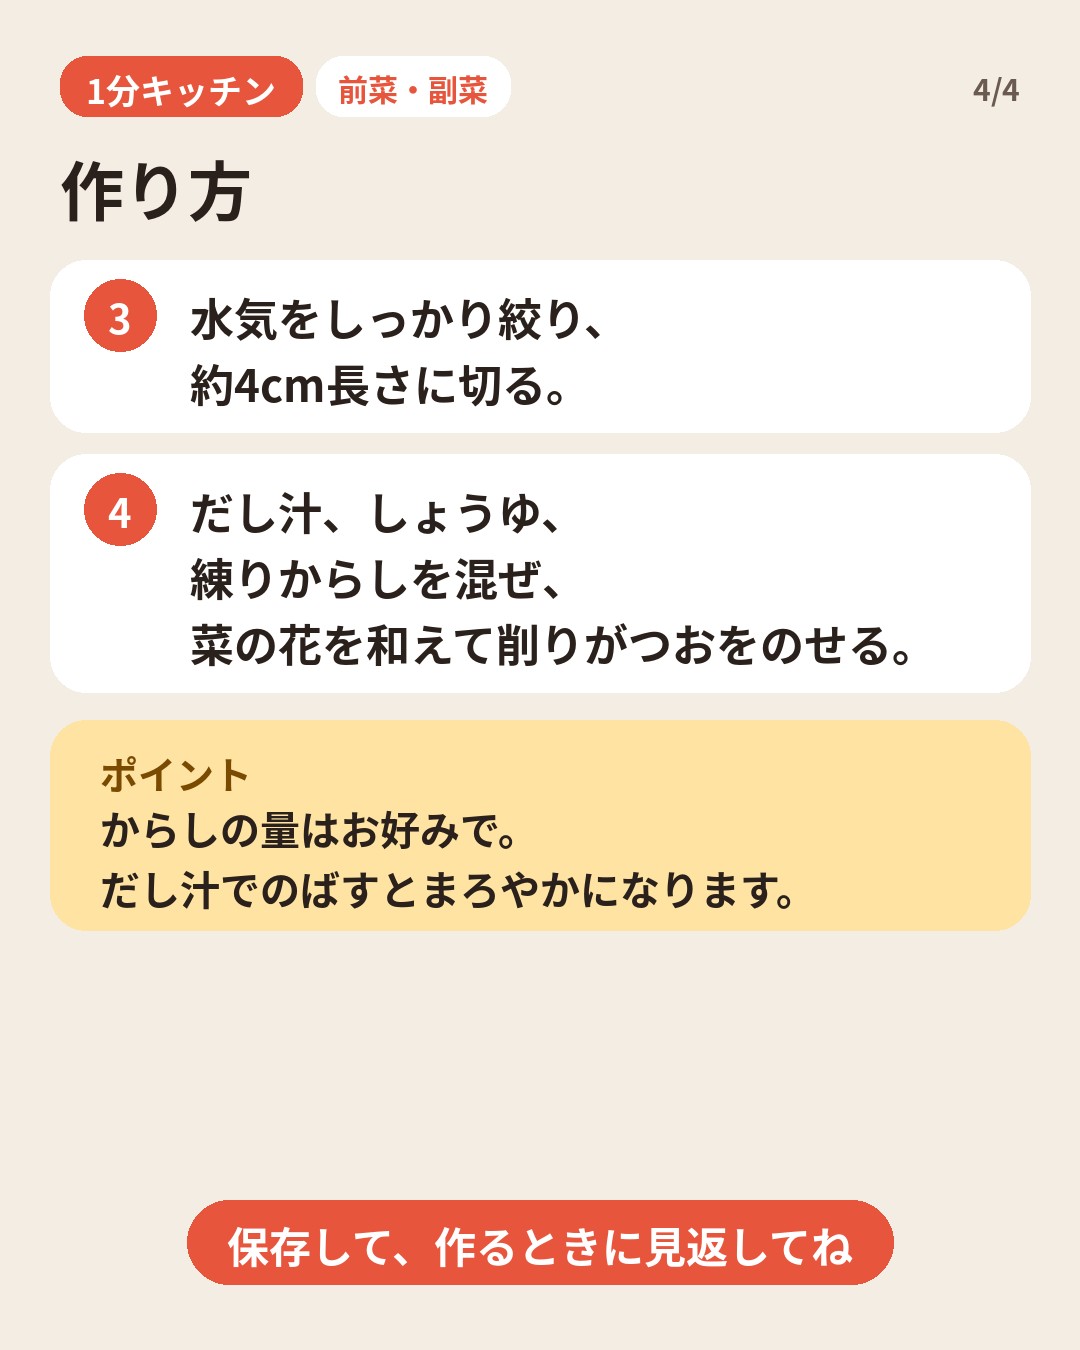 1分キッチン
前菜・副菜
4/4
作り方
3
水気をしっかり絞り、
約4cm長さに切る。
4
だし汁、しょうゆ、
練りからしを混ぜ、
菜の花を和えて削りがつおをのせる。
ポイント
からしの量はお好みで。
だし汁でのばすとまろやかになります。
保存して、作るときに見返してね